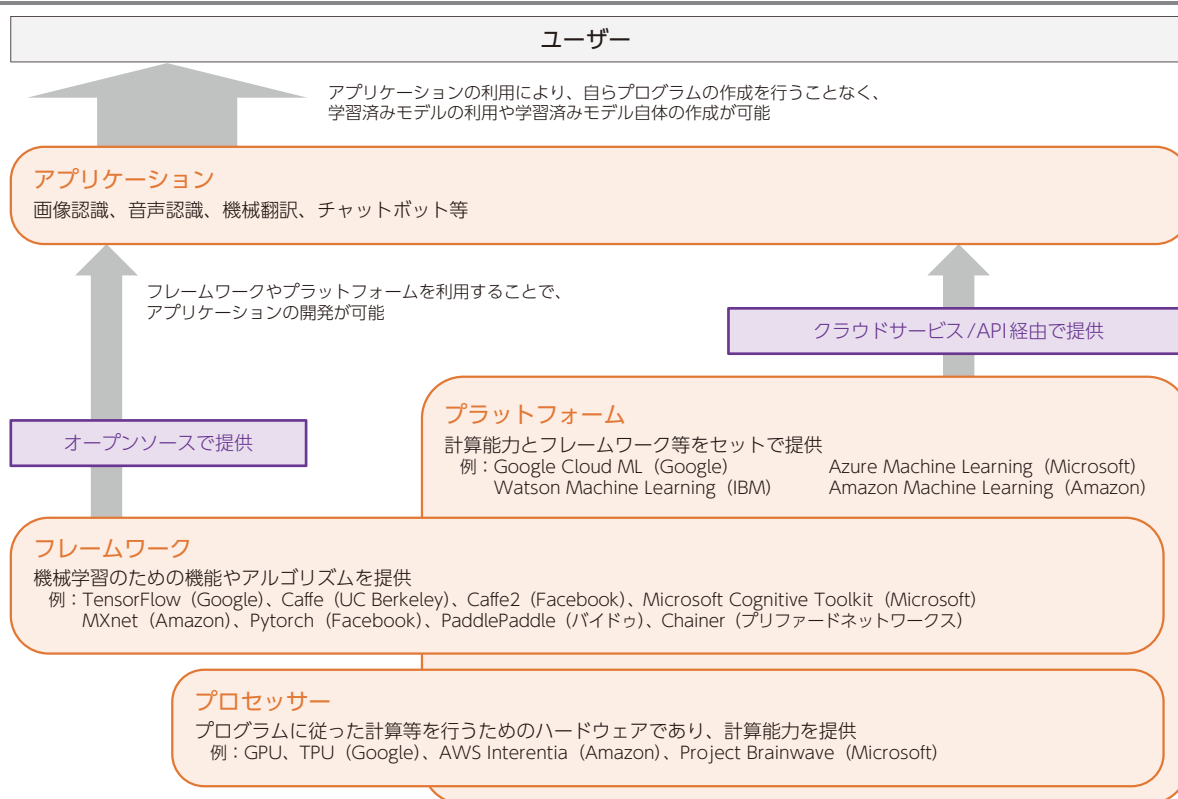 ユーザー
アプリケーションの利用により、自らプログラムの作成を行うことなく、
学習済みモデルの利用や学習済みモデル自体の作成が可能
アプリケーション
画像認識、音声認識、機械翻訳、チャットボット等
フレームワークやプラットフォームを利用することで、
アプリケーションの開発が可能
クラウドサービス/API経由で提供
オープンソースで提供
プラットフォーム
計算能力とフレームワーク等をセットで提供
例：Google Cloud ML（Google） Azure Machine Learning（Microsoft）
Watson Machine Learning（IBM） Amazon Machine Learning（Amazon）
フレームワーク
機械学習のための機能やアルゴリズムを提供
例：TensorFlow（Google）、Caffe（UC Berkeley）、Caffe2（Facebook）、Microsoft Cognitive Toolkit（Microsoft）
MXnet（Amazon）、Pytorch（Facebook）、PaddlePaddle（バイドゥ）、Chainer（プリファードネットワークス）
プロセッサー
プログラムに従った計算等を行うためのハードウェアであり、計算能力を提供
例：GPU、TPU（Google）、AWS Interentia（Amazon）、Project Brainwave（Microsoft）